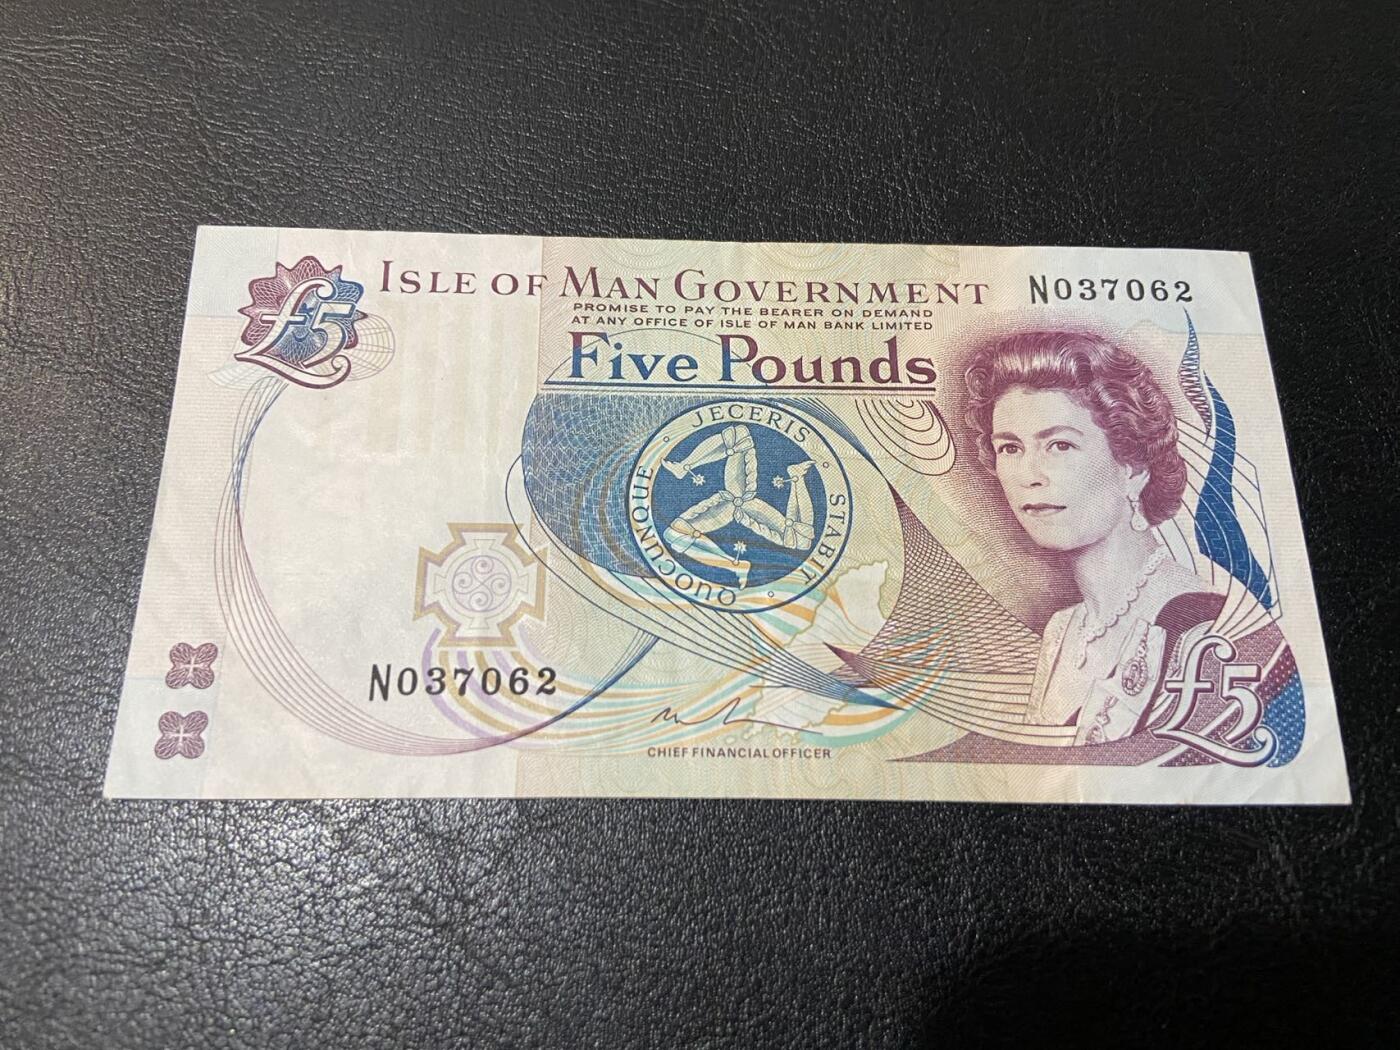 £5
ISLE OF MAN GOVERNMENT
N037062
PROMISE TO PAY THE BEARER ON DEMAND
AT ANY OFFICE OF ISLE OF MAN BANK LIMITED
Five Pounds
QUOCUNQUE JECERIS STABIT
N037062
CHIEF FINANCIAL OFFICER
£5